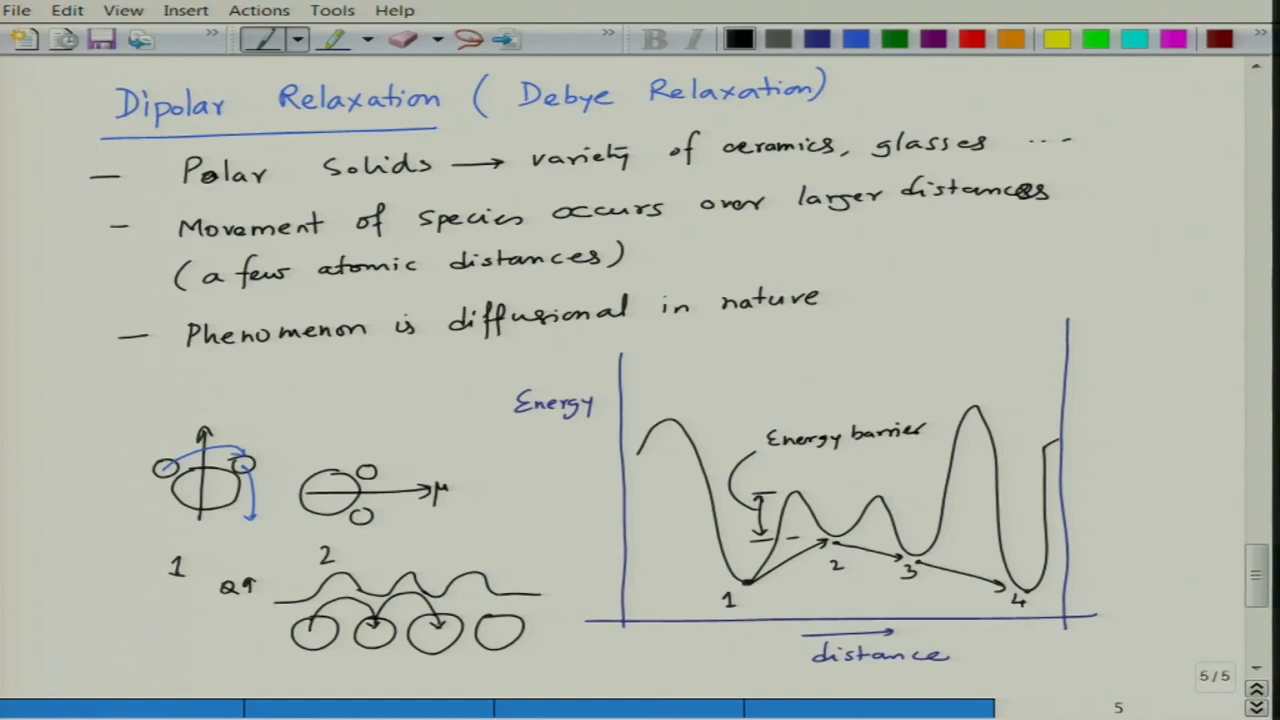 File Edit View Insert Actions Tools Help
B I
Dipolar Relaxation ( Debye Relaxation)
— Polar Solids → variety of ceramics, glasses ...
- Movement of species occurs over larger distances
(a few atomic distances)
— Phenomenon is diffusional in nature
Energy
Energy barrier
μ
1 2
Q↑
1 2 3 4
distance
5/5
5